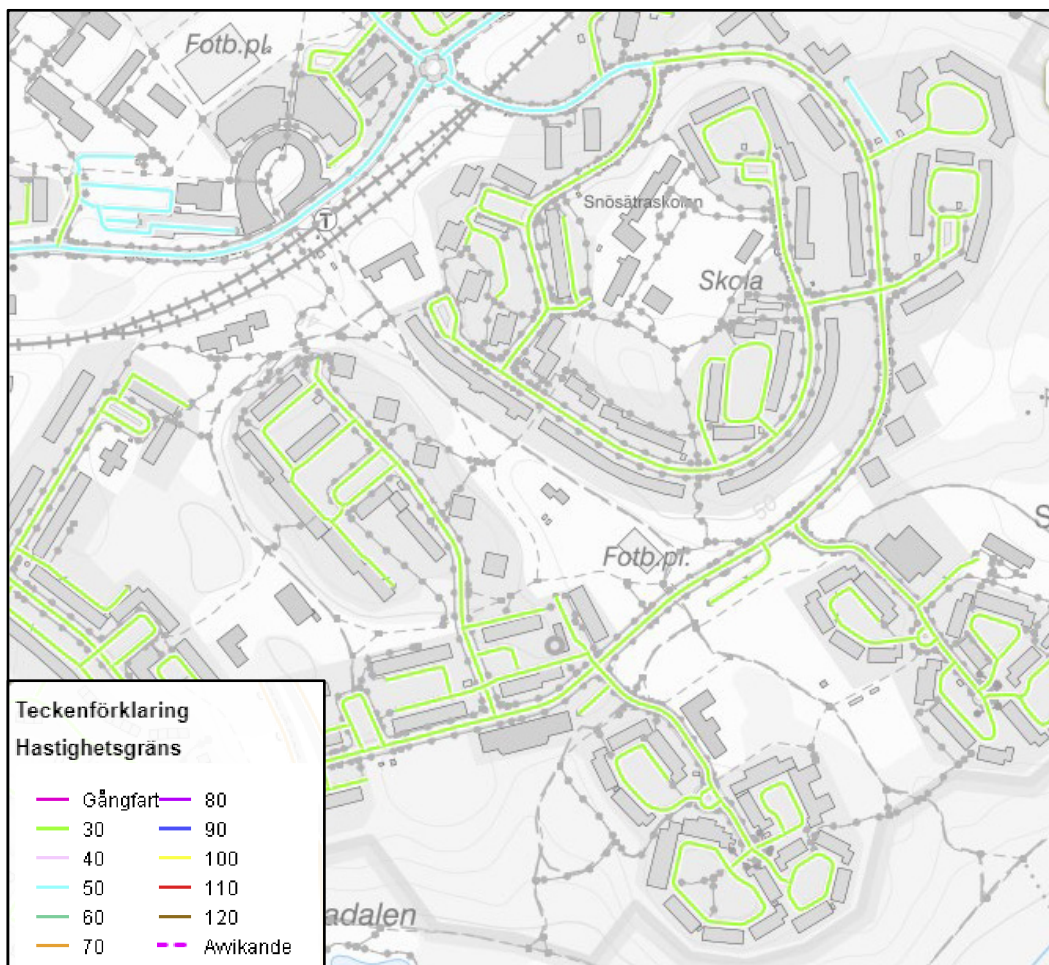 Fotb.pl.
T
Snösätraskolan
Skola
50
Fotb.pl.
S
Teckenförklaring
Hastighetsgräns
Gångfart 80
30 90
40 100
50 110
60 120
70 Avvikande
adalen